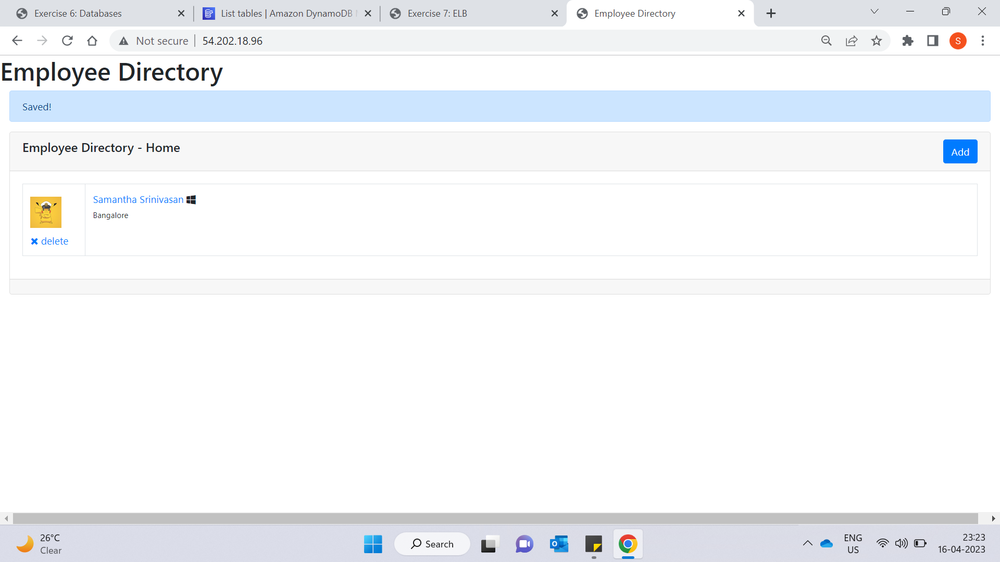 Exercise 6: Databases
List tables | Amazon DynamoDB
Exercise 7: ELB
Employee Directory
Not secure
54.202.18.96
S
Employee Directory
Saved!
Employee Directory - Home
Add
Samantha Srinivasan
Bangalore
delete
26°C
Clear
Search
ENG
US
23:23
16-04-2023